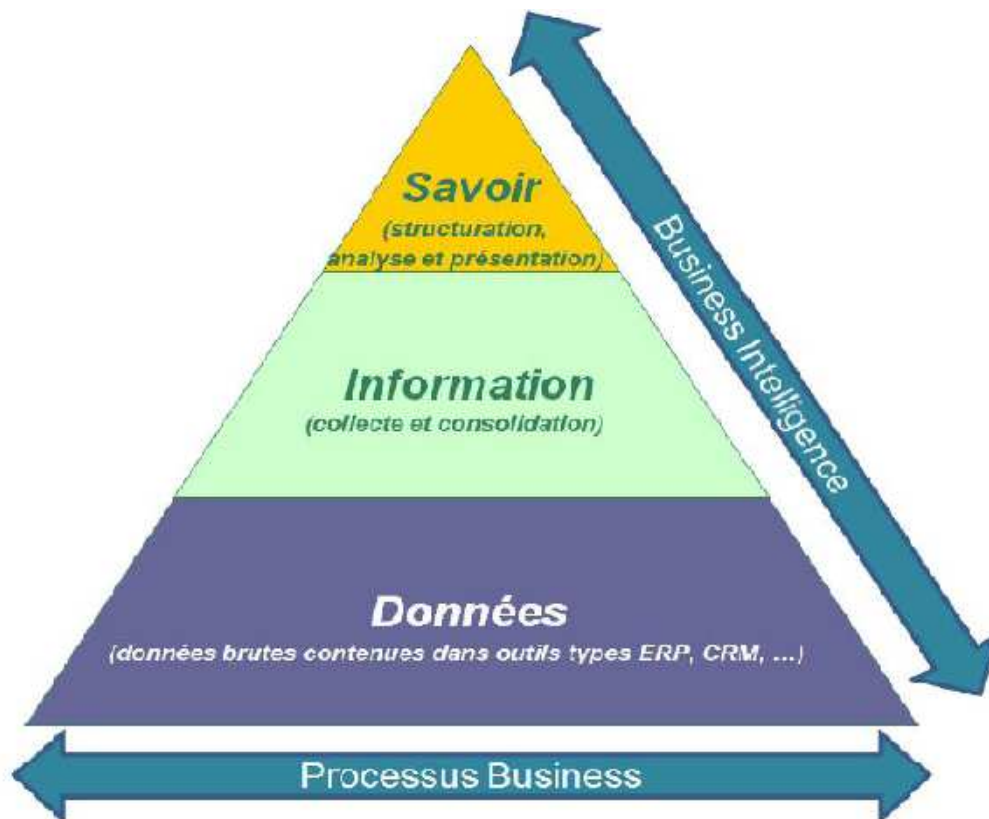 Savoir
(structuration,
analyse et présentation)
Information
(collecte et consolidation)
Données
(données brutes contenues dans outils types ERP, CRM, ...)
Business Intelligence
Processus Business